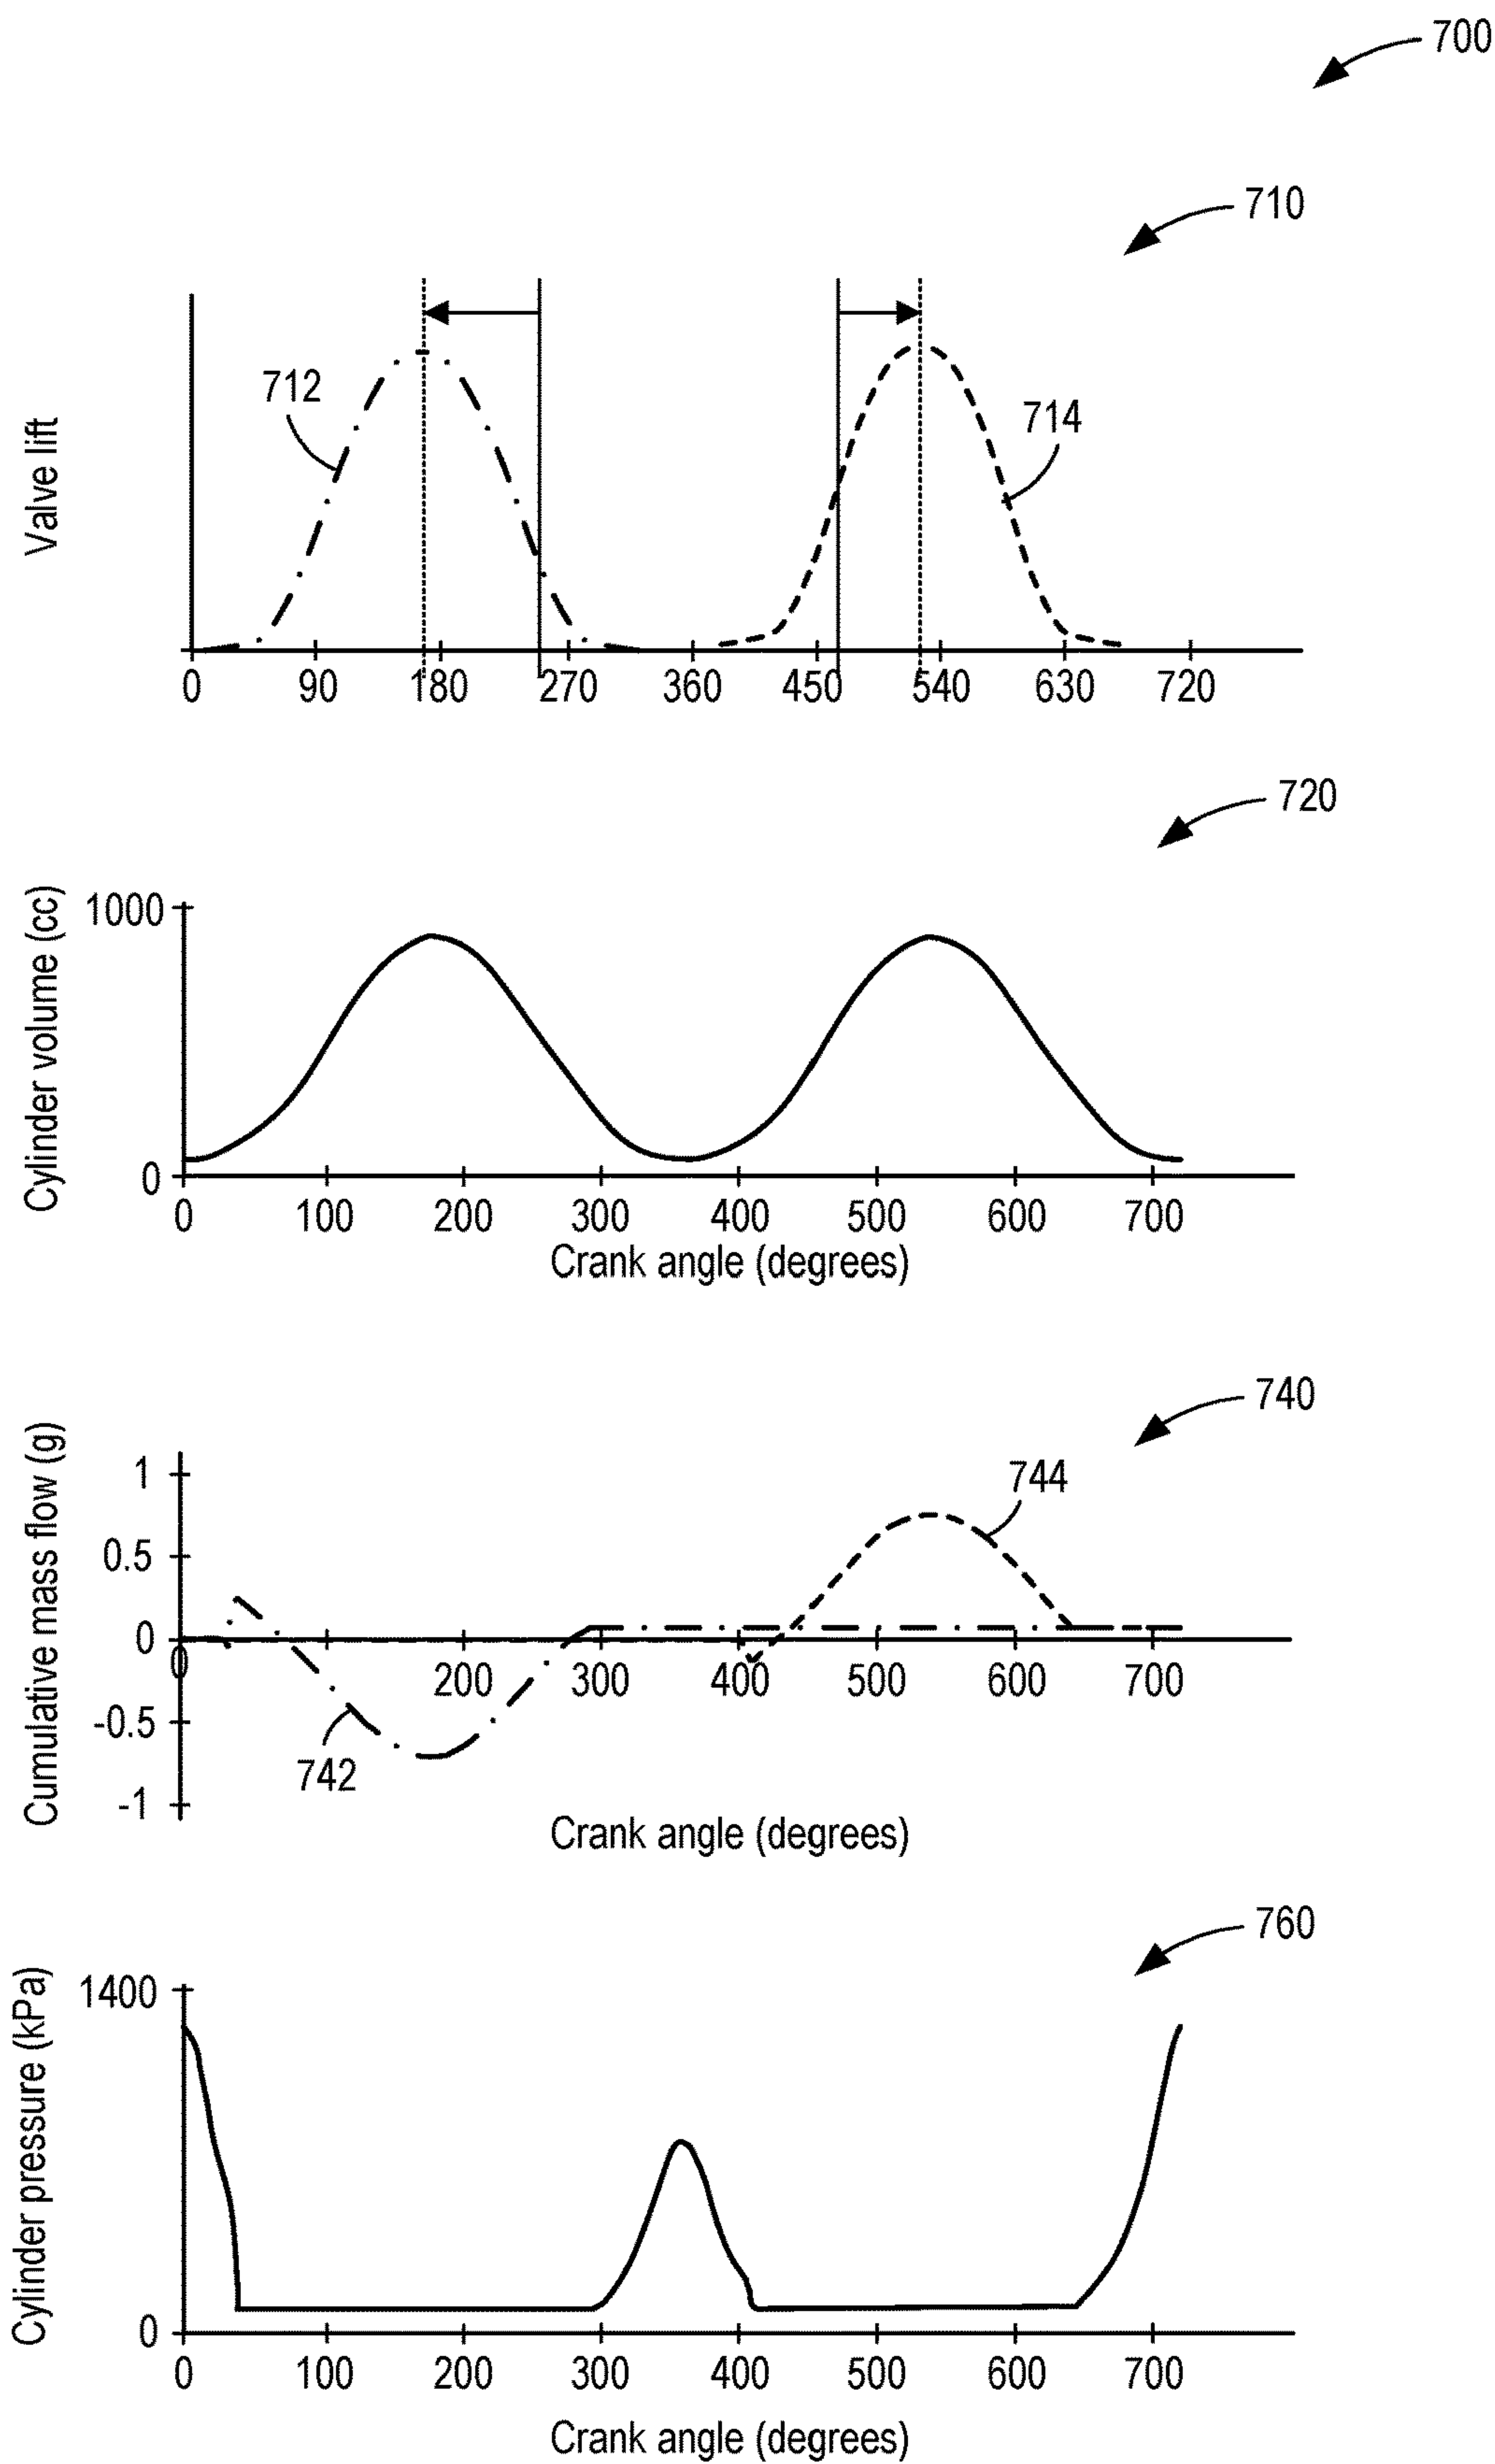 700
710
712
714
Valve lift
0 90 180 270 360 450 540 630 720
720
Cylinder volume (cc)
1000
0
0 100 200 300 400 500 600 700
Crank angle (degrees)
740
Cumulative mass flow (g)
1
744
0.5
0
0 200 300 400 500 600 700
-0.5
742
-1
Crank angle (degrees)
760
Cylinder pressure (kPa)
1400
0
0 100 200 300 400 500 600 700
Crank angle (degrees)